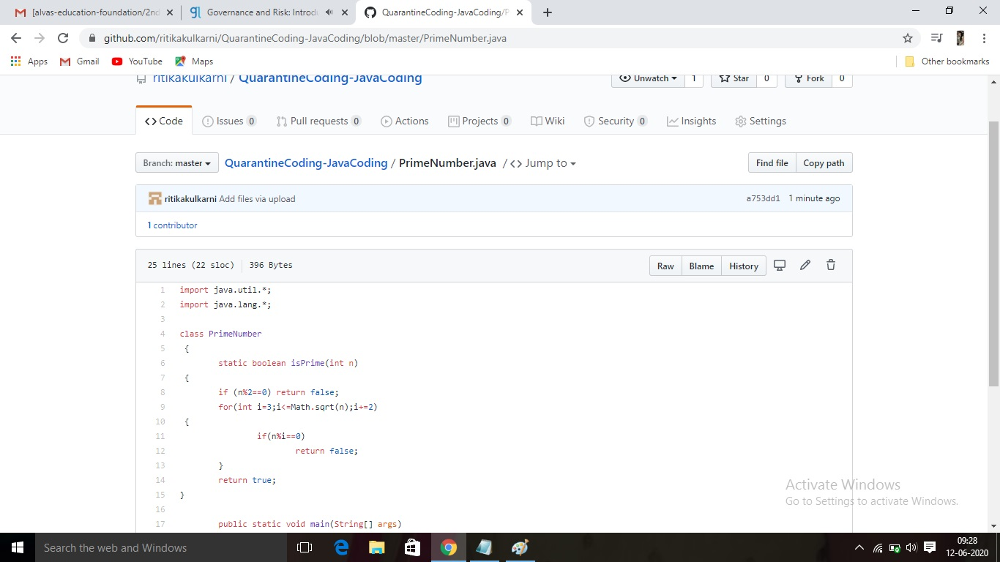 [alvas-education-foundation/2nd
Governance and Risk: Introdu
QuarantineCoding-JavaCoding/P
github.com/ritikakulkarni/QuarantineCoding-JavaCoding/blob/master/PrimeNumber.java
Apps Gmail YouTube Maps Other bookmarks
ritikakulkarni / QuarantineCoding-JavaCoding Unwatch 1 Star 0 Fork 0
<> Code Issues 0 Pull requests 0 Actions Projects 0 Wiki Security 0 Insights Settings
Branch: master QuarantineCoding-JavaCoding / PrimeNumber.java / <> Jump to Find file Copy path
ritikakulkarni Add files via upload a753dd1 1 minute ago
1 contributor
25 lines (22 sloc) 396 Bytes Raw Blame History
1 import java.util.*;
2 import java.lang.*;
3
4 class PrimeNumber
5 {
6 static boolean isPrime(int n)
7 {
8 if (n%2==0) return false;
9 for(int i=3;i<=Math.sqrt(n);i+=2)
10 {
11 if(n%i==0)
12 return false;
13 }
14 return true;
15 }
16
17 public static void main(String[] args)
Activate Windows
Go to Settings to activate Windows.
Search the web and Windows
09:28
12-06-2020